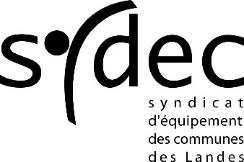 sydec
syndicat
d'équipement
des communes
des Landes